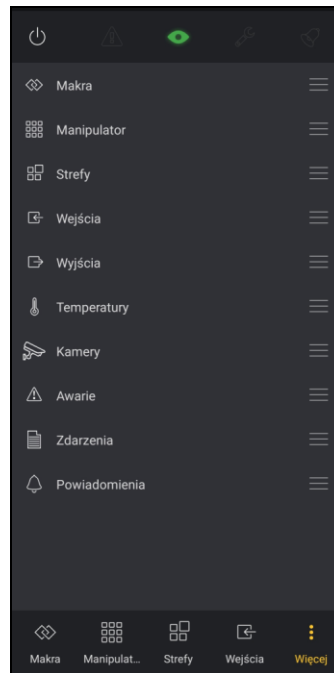 Makra
Manipulator
Strefy
Wejścia
Wyjścia
Temperatury
Kamery
Awarie
Zdarzenia
Powiadomienia
Makra Manipulat... Strefy Wejścia Więcej